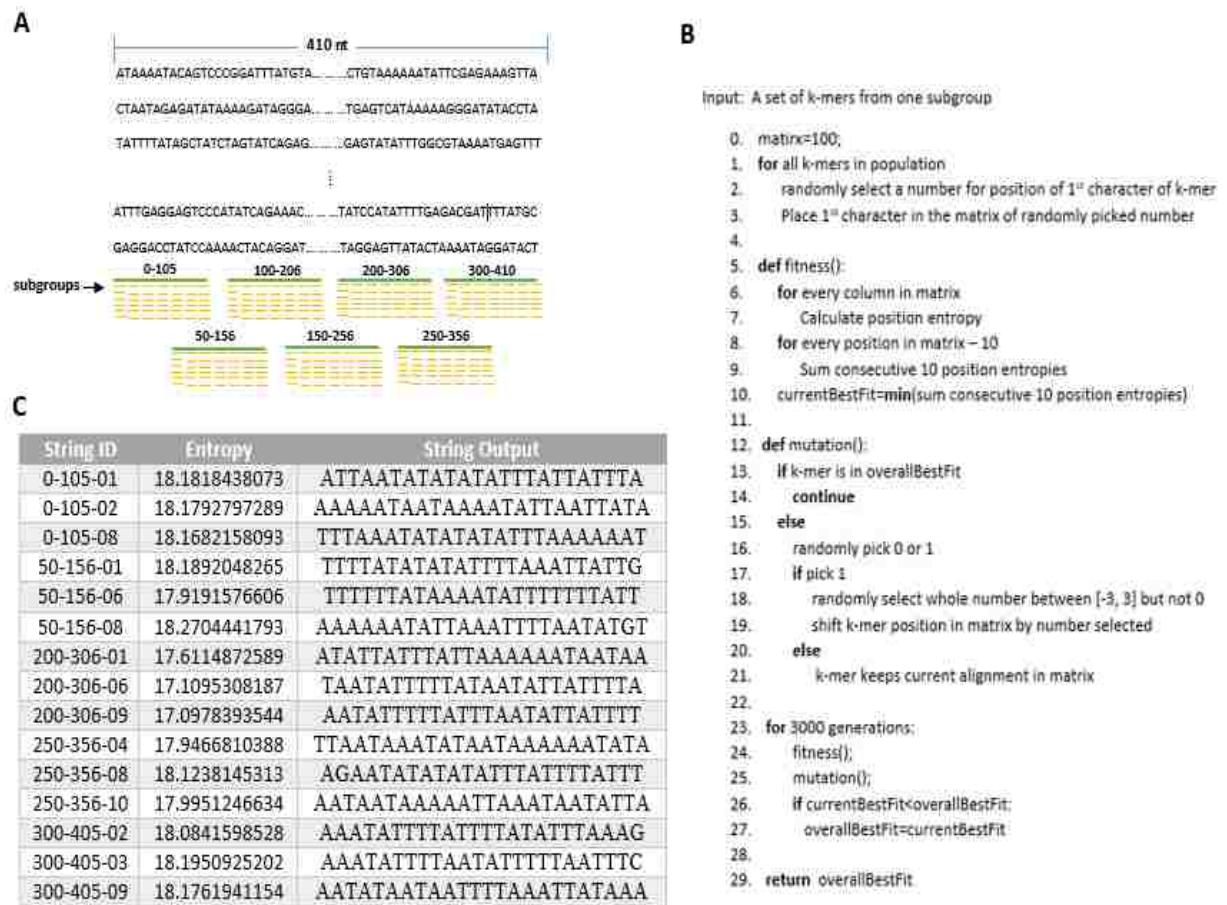 A
410 nt
ATAAAATACAGTCCCGGATTTATGTA..........CTGTAAAAAATATTCGAGAAAGTTA
CTAATAGAGATATAAAAGATAGGGA..........TGAGTCATAAAAAGGGATATACCTA
TATTTTATAGCTATCTAGTATCAGAG..........GAGTATATTTGGCGTAAAATGAGTTT
ATTTGAGGAGTCCCATATCAGAAAC..........TATCCATATTTTGAGACGATTTTATGC
GAGGACCTATCCAAAACTACAGGAT..........TAGGAGTTATACTAAAATAGGATACT
subgroups
0-105 100-206 200-306 300-410
50-156 150-256 250-356
B
Input: A set of k-mers from one subgroup
0. matirx=100;
1. for all k-mers in population
2. randomly select a number for position of 1st character of k-mer
3. Place 1st character in the matrix of randomly picked number
4.
5. def fitness():
6. for every column in matrix
7. Calculate position entropy
8. for every position in matrix – 10
9. Sum consecutive 10 position entropies
10. currentBestFit=min(sum consecutive 10 position entropies)
11.
12. def mutation():
13. if k-mer is in overallBestFit
14. continue
15. else
16. randomly pick 0 or 1
17. if pick 1
18. randomly select whole number between [-3, 3] but not 0
19. shift k-mer position in matrix by number selected
20. else
21. k-mer keeps current alignment in matrix
22.
23. for 3000 generations:
24. fitness();
25. mutation();
26. if currentBestFit<overallBestFit:
27. overallBestFit=currentBestFit
28.
29. return overallBestFit
C
String ID Entropy String Output
0-105-01 18.1818438073 ATTAATATATATATTTATTATTTA
0-105-02 18.1792797289 AAAAATAATAAAATATTAATTATA
0-105-08 18.1682158093 TTTAAATATATATATTTAAAAAAT
50-156-01 18.1892048265 TTTTATATATATTTTAAATTATTG
50-156-06 17.9191576606 TTTTTTATAAAATATTTTTTTATT
50-156-08 18.2704441793 AAAAAATATTAAATTTTAATATGT
200-306-01 17.6114872589 ATATTATTTATTAAAAAATAATAA
200-306-06 17.1095308187 TAATATTTTTATAATATTATTTTA
200-306-09 17.0978393544 AATATTTTTATTTAATATTATTTT
250-356-04 17.9466810388 TTAATAAATATAATAAAAAATATA
250-356-08 18.1238145313 AGAATATATATATTTATTTTATTT
250-356-10 17.9951246634 AATAATAAAAATTAAATAATATTA
300-405-02 18.0841598528 AAATATTTTATTTTATATTTAAAG
300-405-03 18.1950925202 AAATATTTTAATATTTTTAATTTC
300-405-09 18.1761941154 AATATAATAATTTTAAATTATAAA